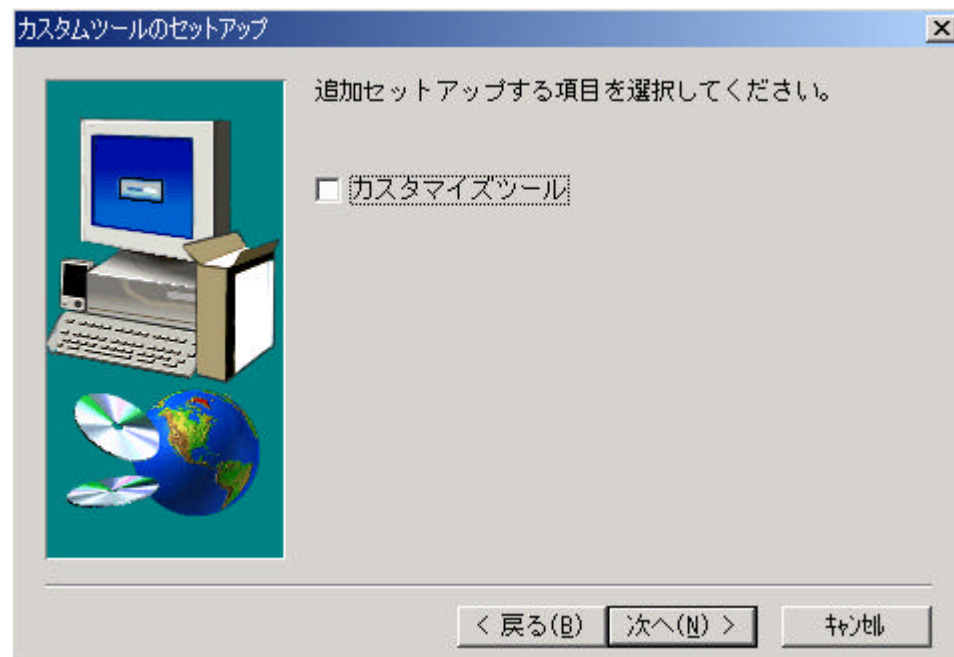 カスタムツールのセットアップ
追加セットアップする項目を選択してください。
カスタマイズツール
< 戻る(B)
次へ(N) >
ｷｬﾝｾﾙ